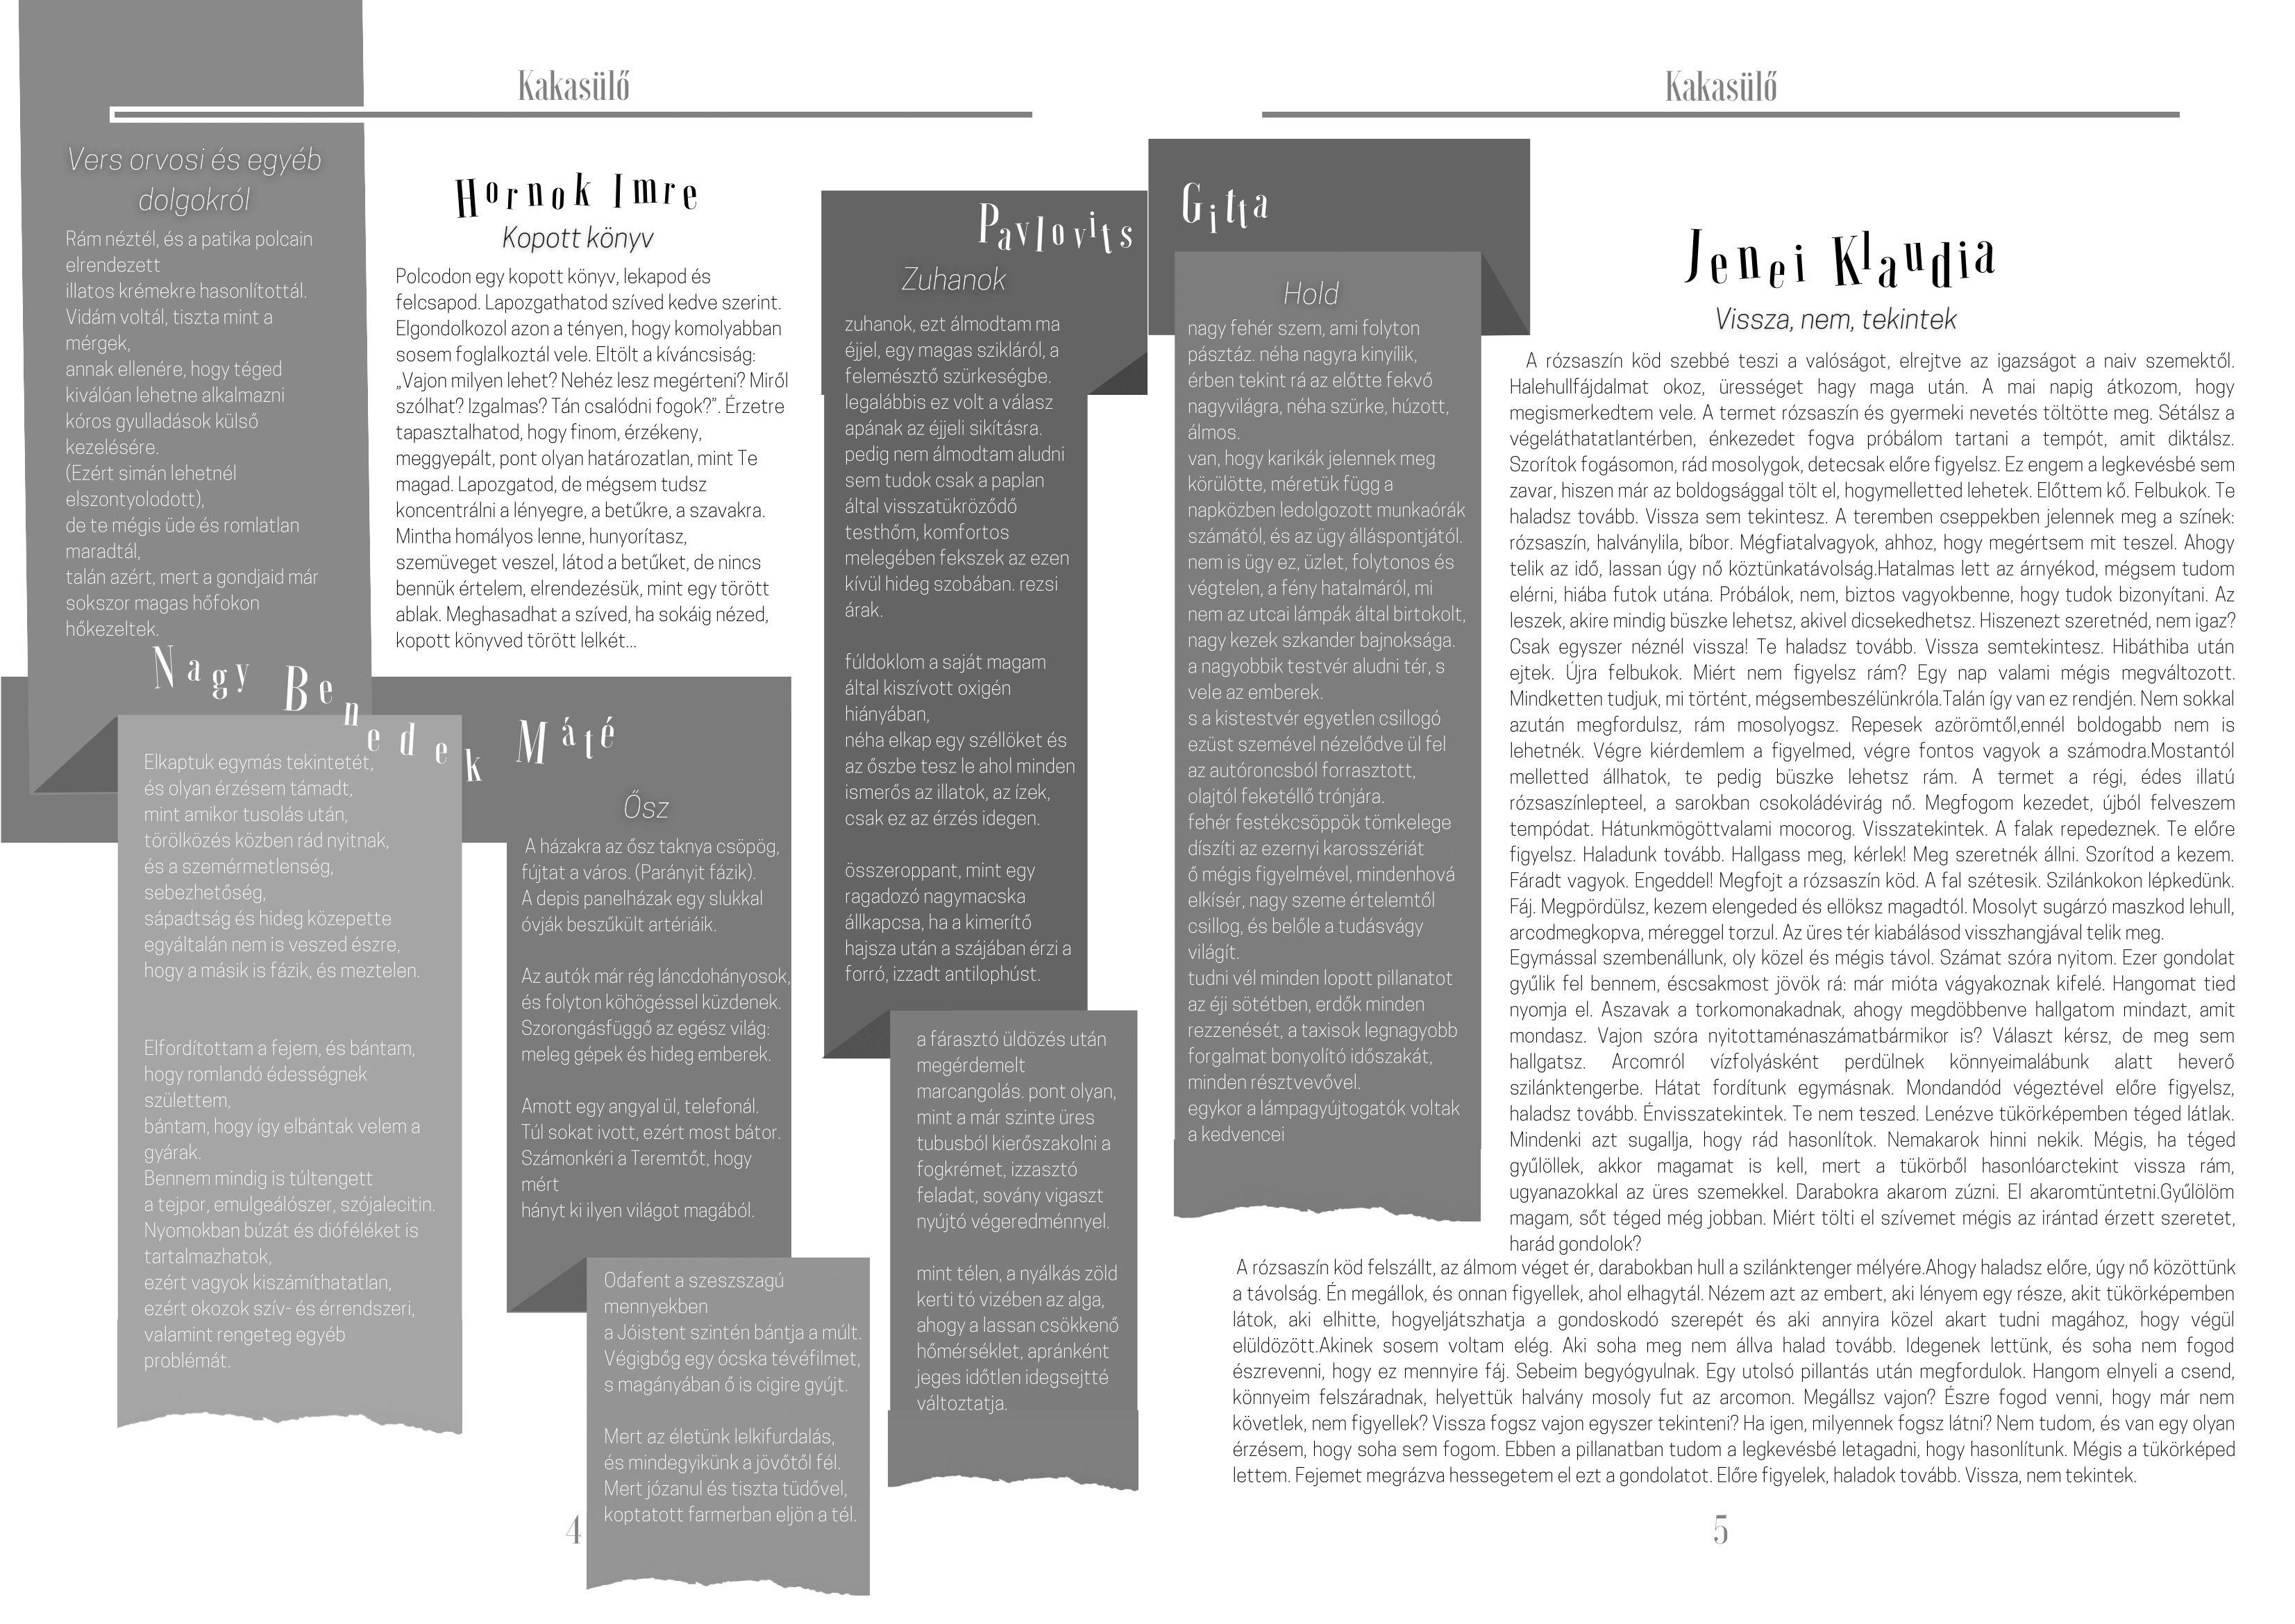 Kakasülő
Vers orvosi és egyéb
dolgokról
Rám néztél, és a patika polcain
elrendezett
illatos krémekre hasonlítottál.
Vidám voltál, tiszta mint a
mérgek,
annak ellenére, hogy téged
kiválóan lehetne alkalmazni
kóros gyulladások külső
kezelésére.
(Ezért simán lehetnél
elszontyolodott),
de te mégis üde és romlatlan
maradtál,
talán azért, mert a gondjaid már
sokszor magas hőfokon
hőkezeltek.
Nagy Benedek Máté
Elkaptuk egymás tekintetét,
és olyan érzésem támadt,
mint amikor tusolás után,
törölközés közben rád nyitnak,
és a szemérmetlenség,
sebezhetőség,
sápadtság és hideg közepette
egyáltalán nem is veszed észre,
hogy a másik is fázik, és meztelen.
Elfordítottam a fejem, és bántam,
hogy romlandó édességnek
születtem,
bántam, hogy így elbántak velem a
gyárak.
Bennem mindig is túltengett
a tejpor, emulgeálószer, szójalecitin.
Nyomokban búzát és dióféléket is
tartalmazhatok,
ezért vagyok kiszámíthatatlan,
ezért okozok szív- és érrendszeri,
valamint rengeteg egyéb
problémát.
Hornok Imre
Kopott könyv
Polcodon egy kopott könyv, lekapod és
felcsapod. Lapozgathatod szíved kedve szerint.
Elgondolkozol azon a tényen, hogy komolyabban
sosem foglalkoztál vele. Eltölt a kíváncsiság:
„Vajon milyen lehet? Nehéz lesz megérteni? Miről
szólhat? Izgalmas? Tán csalódni fogok?”. Érzetre
tapasztalhatod, hogy finom, érzékeny,
meggyepált, pont olyan határozatlan, mint Te
magad. Lapozgatod, de mégsem tudsz
koncentrálni a lényegre, a betűkre, a szavakra.
Mintha homályos lenne, hunyorítasz,
szemüveget veszel, látod a betűket, de nincs
bennük értelem, elrendezésük, mint egy törött
ablak. Meghasadhat a szíved, ha sokáig nézed,
kopott könyved törött lelkét...
Ősz
A házakra az ősz taknya csöpög,
fújtat a város. (Parányit fázik).
A depis panelházak egy slukkal
óvják beszűkült artériáik.
Az autók már rég láncdohányosok,
és folyton köhögéssel küzdenek.
Szorongásfüggő az egész világ:
meleg gépek és hideg emberek.
Amott egy angyal ül, telefonál.
Túl sokat ivott, ezért most bátor.
Számonkéri a Teremtőt, hogy
mért
hányt ki ilyen világot magából.
Odafent a szeszszagú
mennyekben
a Jóistent szintén bántja a múlt.
Végigbőg egy ócska tévéfilmet,
s magányában ő is cigire gyújt.
Mert az életünk lelkifurdalás,
és mindegyikünk a jövőtől fél.
Mert józanul és tiszta tüdővel,
koptatott farmerban eljön a tél.
4
Pavlovits Gitta
Zuhanok
zuhanok, ezt álmodtam ma
éjjel, egy magas szikláról, a
felemésztő szürkeségbe.
legalábbis ez volt a válasz
apának az éjjeli sikításra.
pedig nem álmodtam aludni
sem tudok csak a paplan
által visszatükröződő
testhőm, komfortos
melegében fekszek az ezen
kívül hideg szobában. rezsi
árak.
fúldoklom a saját magam
által kiszívott oxigén
hiányában,
néha elkap egy széllöket és
az őszbe tesz le ahol minden
ismerős az illatok, az ízek,
csak ez az érzés idegen.
összeroppant, mint egy
ragadozó nagymacska
állkapcsa, ha a kimerítő
hajsza után a szájában érzi a
forró, izzadt antilophúst.
a fárasztó üldözés után
megérdemelt
marcangolás. pont olyan,
mint a már szinte üres
tubusból kierőszakolni a
fogkrémet, izzasztó
feladat, sovány vigaszt
nyújtó végeredménnyel.
mint télen, a nyálkás zöld
kerti tó vizében az alga,
ahogy a lassan csökkenő
hőmérséklet, apránként
jeges időtlen idegsejtté
változtatja.
Kakasülő
Hold
nagy fehér szem, ami folyton
pásztáz. néha nagyra kinyílik,
érben tekint rá az előtte fekvő
nagyvilágra, néha szürke, húzott,
álmos.
van, hogy karikák jelennek meg
körülötte, méretük függ a
napközben ledolgozott munkaórák
számától, és az ügy álláspontjától.
nem is ügy ez, üzlet, folytonos és
végtelen, a fény hatalmáról, mi
nem az utcai lámpák által birtokolt,
nagy kezek szkander bajnoksága.
a nagyobbik testvér aludni tér, s
vele az emberek.
s a kistestvér egyetlen csillogó
ezüst szemével nézelődve ül fel
az autóroncsból forrasztott,
olajtól feketéllő trónjára.
fehér festékcsöppök tömkelege
díszíti az ezernyi karosszériát
ő mégis figyelmével, mindenhová
elkísér, nagy szeme értelemtől
csillog, és belőle a tudásvágy
világít.
tudni vél minden lopott pillanatot
az éji sötétben, erdők minden
rezzenését, a taxisok legnagyobb
forgalmat bonyolító időszakát,
minden résztvevővel.
egykor a lámpagyújtogatók voltak
a kedvencei
Jenei Klaudia
Vissza, nem, tekintek
A rózsaszín köd szebbé teszi a valóságot, elrejtve az igazságot a naiv szemektől.
Halehullfájdalmat okoz, ürességet hagy maga után. A mai napig átkozom, hogy
megismerkedtem vele. A termet rózsaszín és gyermeki nevetés töltötte meg. Sétálsz a
végeláthatatlantérben, énkezedet fogva próbálom tartani a tempót, amit diktálsz.
Szorítok fogásomon, rád mosolygok, detecsak előre figyelsz. Ez engem a legkevésbé sem
zavar, hiszen már az boldogsággal tölt el, hogymelletted lehetek. Előttem kő. Felbukok. Te
haladsz tovább. Vissza sem tekintesz. A teremben cseppekben jelennek meg a színek:
rózsaszín, halványlila, bíbor. Mégfiatalvagyok, ahhoz, hogy megértsem mit teszel. Ahogy
telik az idő, lassan úgy nő köztünkatávolság.Hatalmas lett az árnyékod, mégsem tudom
elérni, hiába futok utána. Próbálok, nem, biztos vagyokbenne, hogy tudok bizonyítani. Az
leszek, akire mindig büszke lehetsz, akivel dicsekedhetsz. Hiszenezt szeretnéd, nem igaz?
Csak egyszer néznél vissza! Te haladsz tovább. Vissza semtekintesz. Hibáthiba után
ejtek. Újra felbukok. Miért nem figyelsz rám? Egy nap valami mégis megváltozott.
Mindketten tudjuk, mi történt, mégsembeszélünkróla.Talán így van ez rendjén. Nem sokkal
azután megfordulsz, rám mosolyogsz. Repesek azörömtől,ennél boldogabb nem is
lehetnék. Végre kiérdemlem a figyelmed, végre fontos vagyok a számodra.Mostantól
melletted állhatok, te pedig büszke lehetsz rám. A termet a régi, édes illatú
rózsaszínlepteel, a sarokban csokoládévirág nő. Megfogom kezedet, újból felveszem
tempódat. Hátunkmögöttvalami mocorog. Visszatekintek. A falak repedeznek. Te előre
figyelsz. Haladunk tovább. Hallgass meg, kérlek! Meg szeretnék állni. Szorítod a kezem.
Fáradt vagyok. Engeddel! Megfojt a rózsaszín köd. A fal szétesik. Szilánkokon lépkedünk.
Fáj. Megpördülsz, kezem elengeded és ellöksz magadtól. Mosolyt sugárzó maszkod lehull,
arcodmegkopva, méreggel torzul. Az üres tér kiabálásod visszhangjával telik meg.
Egymással szembenállunk, oly közel és mégis távol. Számat szóra nyitom. Ezer gondolat
gyűlik fel bennem, éscsakmost jövök rá: már mióta vágyakoznak kifelé. Hangomat tied
nyomja el. Aszavak a torkomonakadnak, ahogy megdöbbenve hallgatom mindazt, amit
mondasz. Vajon szóra nyitottaménaszámatbármikor is? Választ kérsz, de meg sem
hallgatsz. Arcomról vízfolyásként perdülnek könnyeimalábunk alatt heverő
szilánktengerbe. Hátat fordítunk egymásnak. Mondandód végeztével előre figyelsz,
haladsz tovább. Énvisszatekintek. Te nem teszed. Lenézve tükörképemben téged látlak.
Mindenki azt sugallja, hogy rád hasonlítok. Nemakarok hinni nekik. Mégis, ha téged
gyűlöllek, akkor magamat is kell, mert a tükörből hasonlóarctekint vissza rám,
ugyanazokkal az üres szemekkel. Darabokra akarom zúzni. El akaromtüntetni.Gyűlölöm
magam, sőt téged még jobban. Miért tölti el szívemet mégis az irántad érzett szeretet,
harád gondolok?
A rózsaszín köd felszállt, az álmom véget ér, darabokban hull a szilánktenger mélyére.Ahogy haladsz előre, úgy nő közöttünk
a távolság. Én megállok, és onnan figyellek, ahol elhagytál. Nézem azt az embert, aki lényem egy része, akit tükörképemben
látok, aki elhitte, hogyeljátszhatja a gondoskodó szerepét és aki annyira közel akart tudni magához, hogy végül
elüldözött.Akinek sosem voltam elég. Aki soha meg nem állva halad tovább. Idegenek lettünk, és soha nem fogod
észrevenni, hogy ez mennyire fáj. Sebeim begyógyulnak. Egy utolsó pillantás után megfordulok. Hangom elnyeli a csend,
könnyeim felszáradnak, helyettük halvány mosoly fut az arcomon. Megállsz vajon? Észre fogod venni, hogy már nem
követlek, nem figyellek? Vissza fogsz vajon egyszer tekinteni? Ha igen, milyennek fogsz látni? Nem tudom, és van egy olyan
érzésem, hogy soha sem fogom. Ebben a pillanatban tudom a legkevésbé letagadni, hogy hasonlítunk. Mégis a tükörképed
lettem. Fejemet megrázva hessegetem el ezt a gondolatot. Előre figyelek, haladok tovább. Vissza, nem tekintek.
5